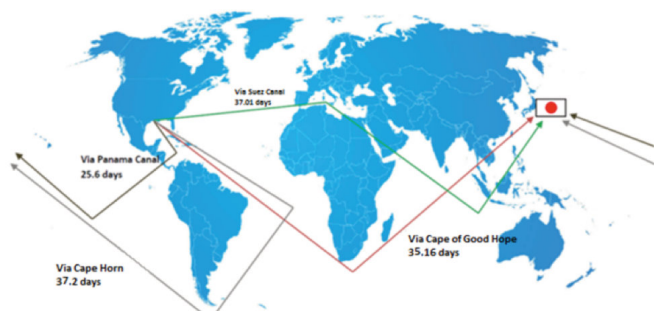 Via Suez Canal
37.01 days
Via Panama Canal
25.6 days
Via Cape of Good Hope
35.16 days
Via Cape Horn
37.2 days